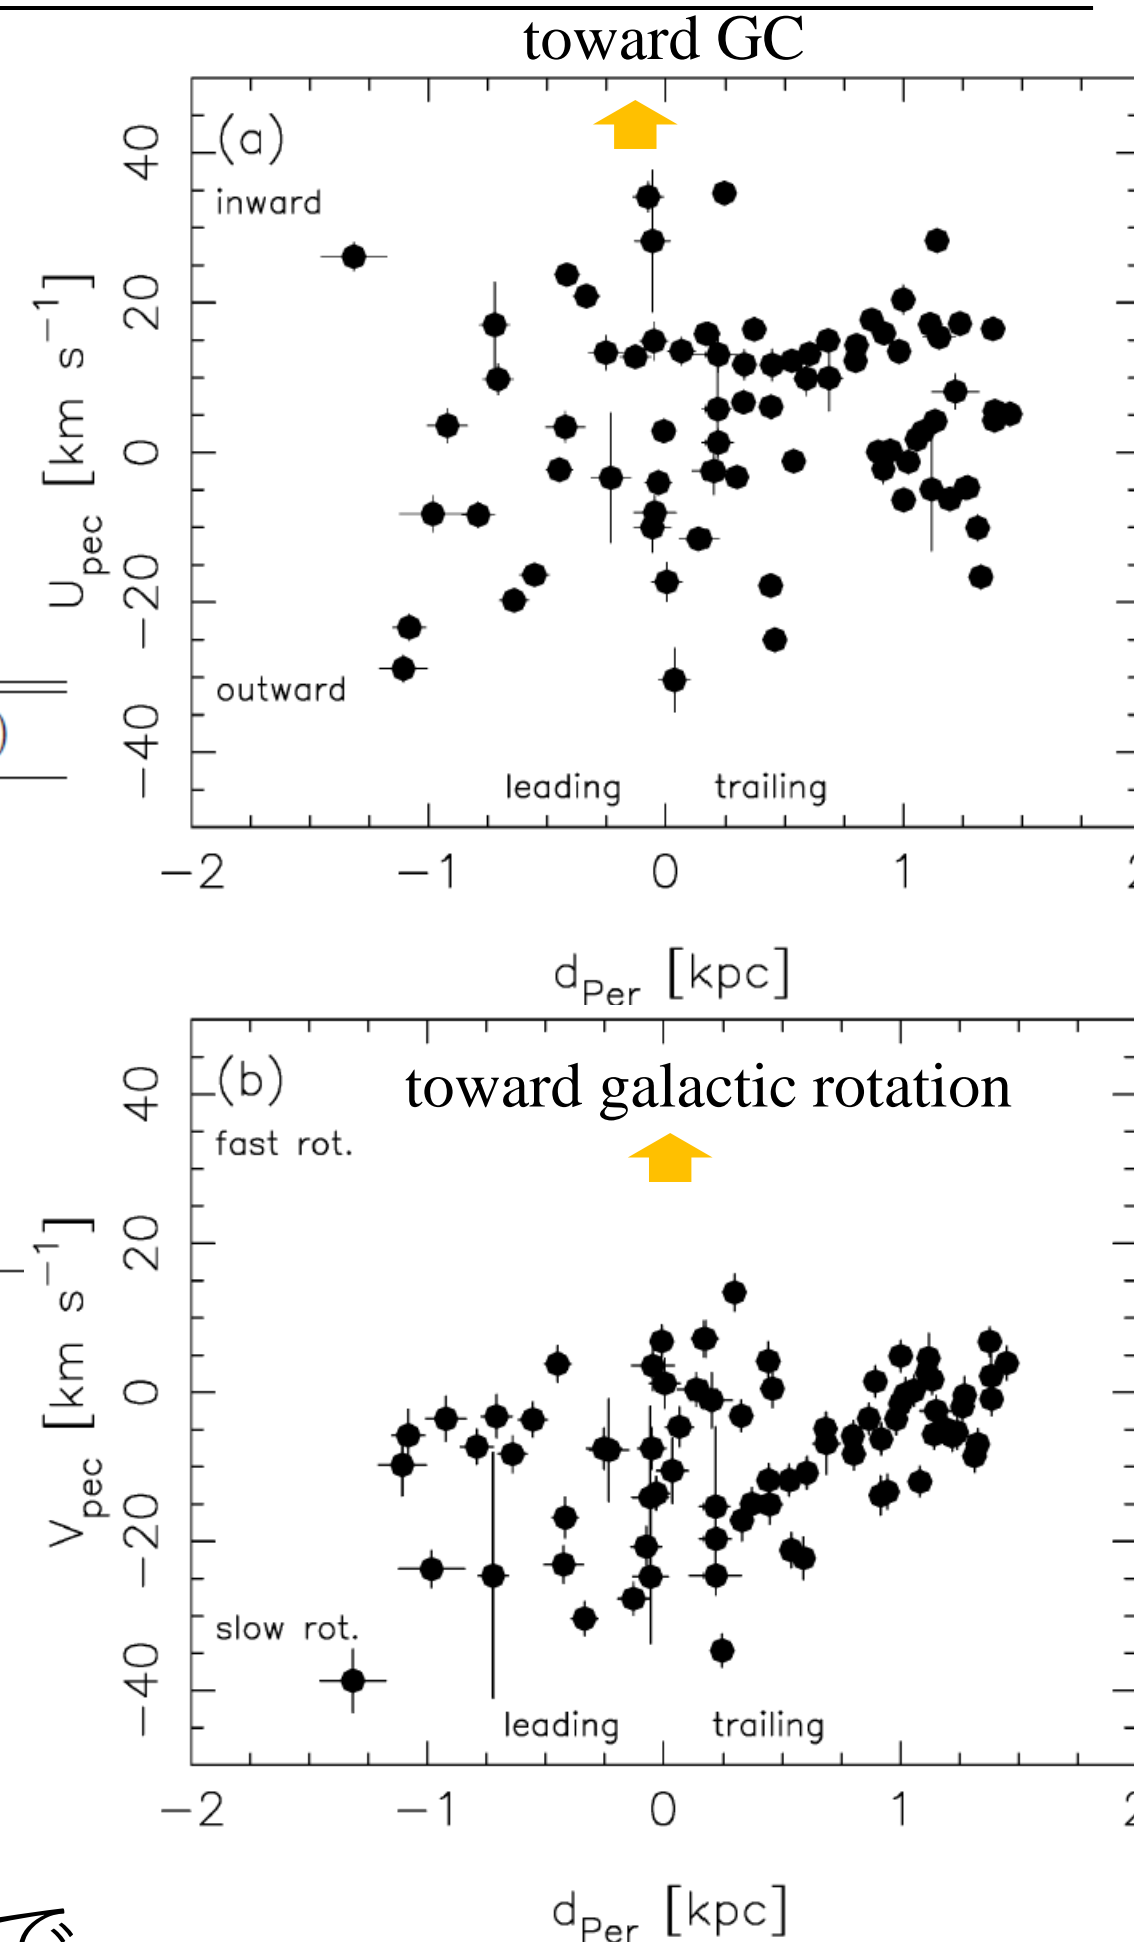 toward GC
(a)
40
inward
20
0
−20
outward
−40
U_pec [km s^−1]
leading trailing
−2 −1 0 1 2
d_Per [kpc]
)
(b)
toward galactic rotation
40
fast rot.
20
0
−20
slow rot.
−40
V_pec [km s^−1]
leading trailing
−2 −1 0 1 2
d_Per [kpc]